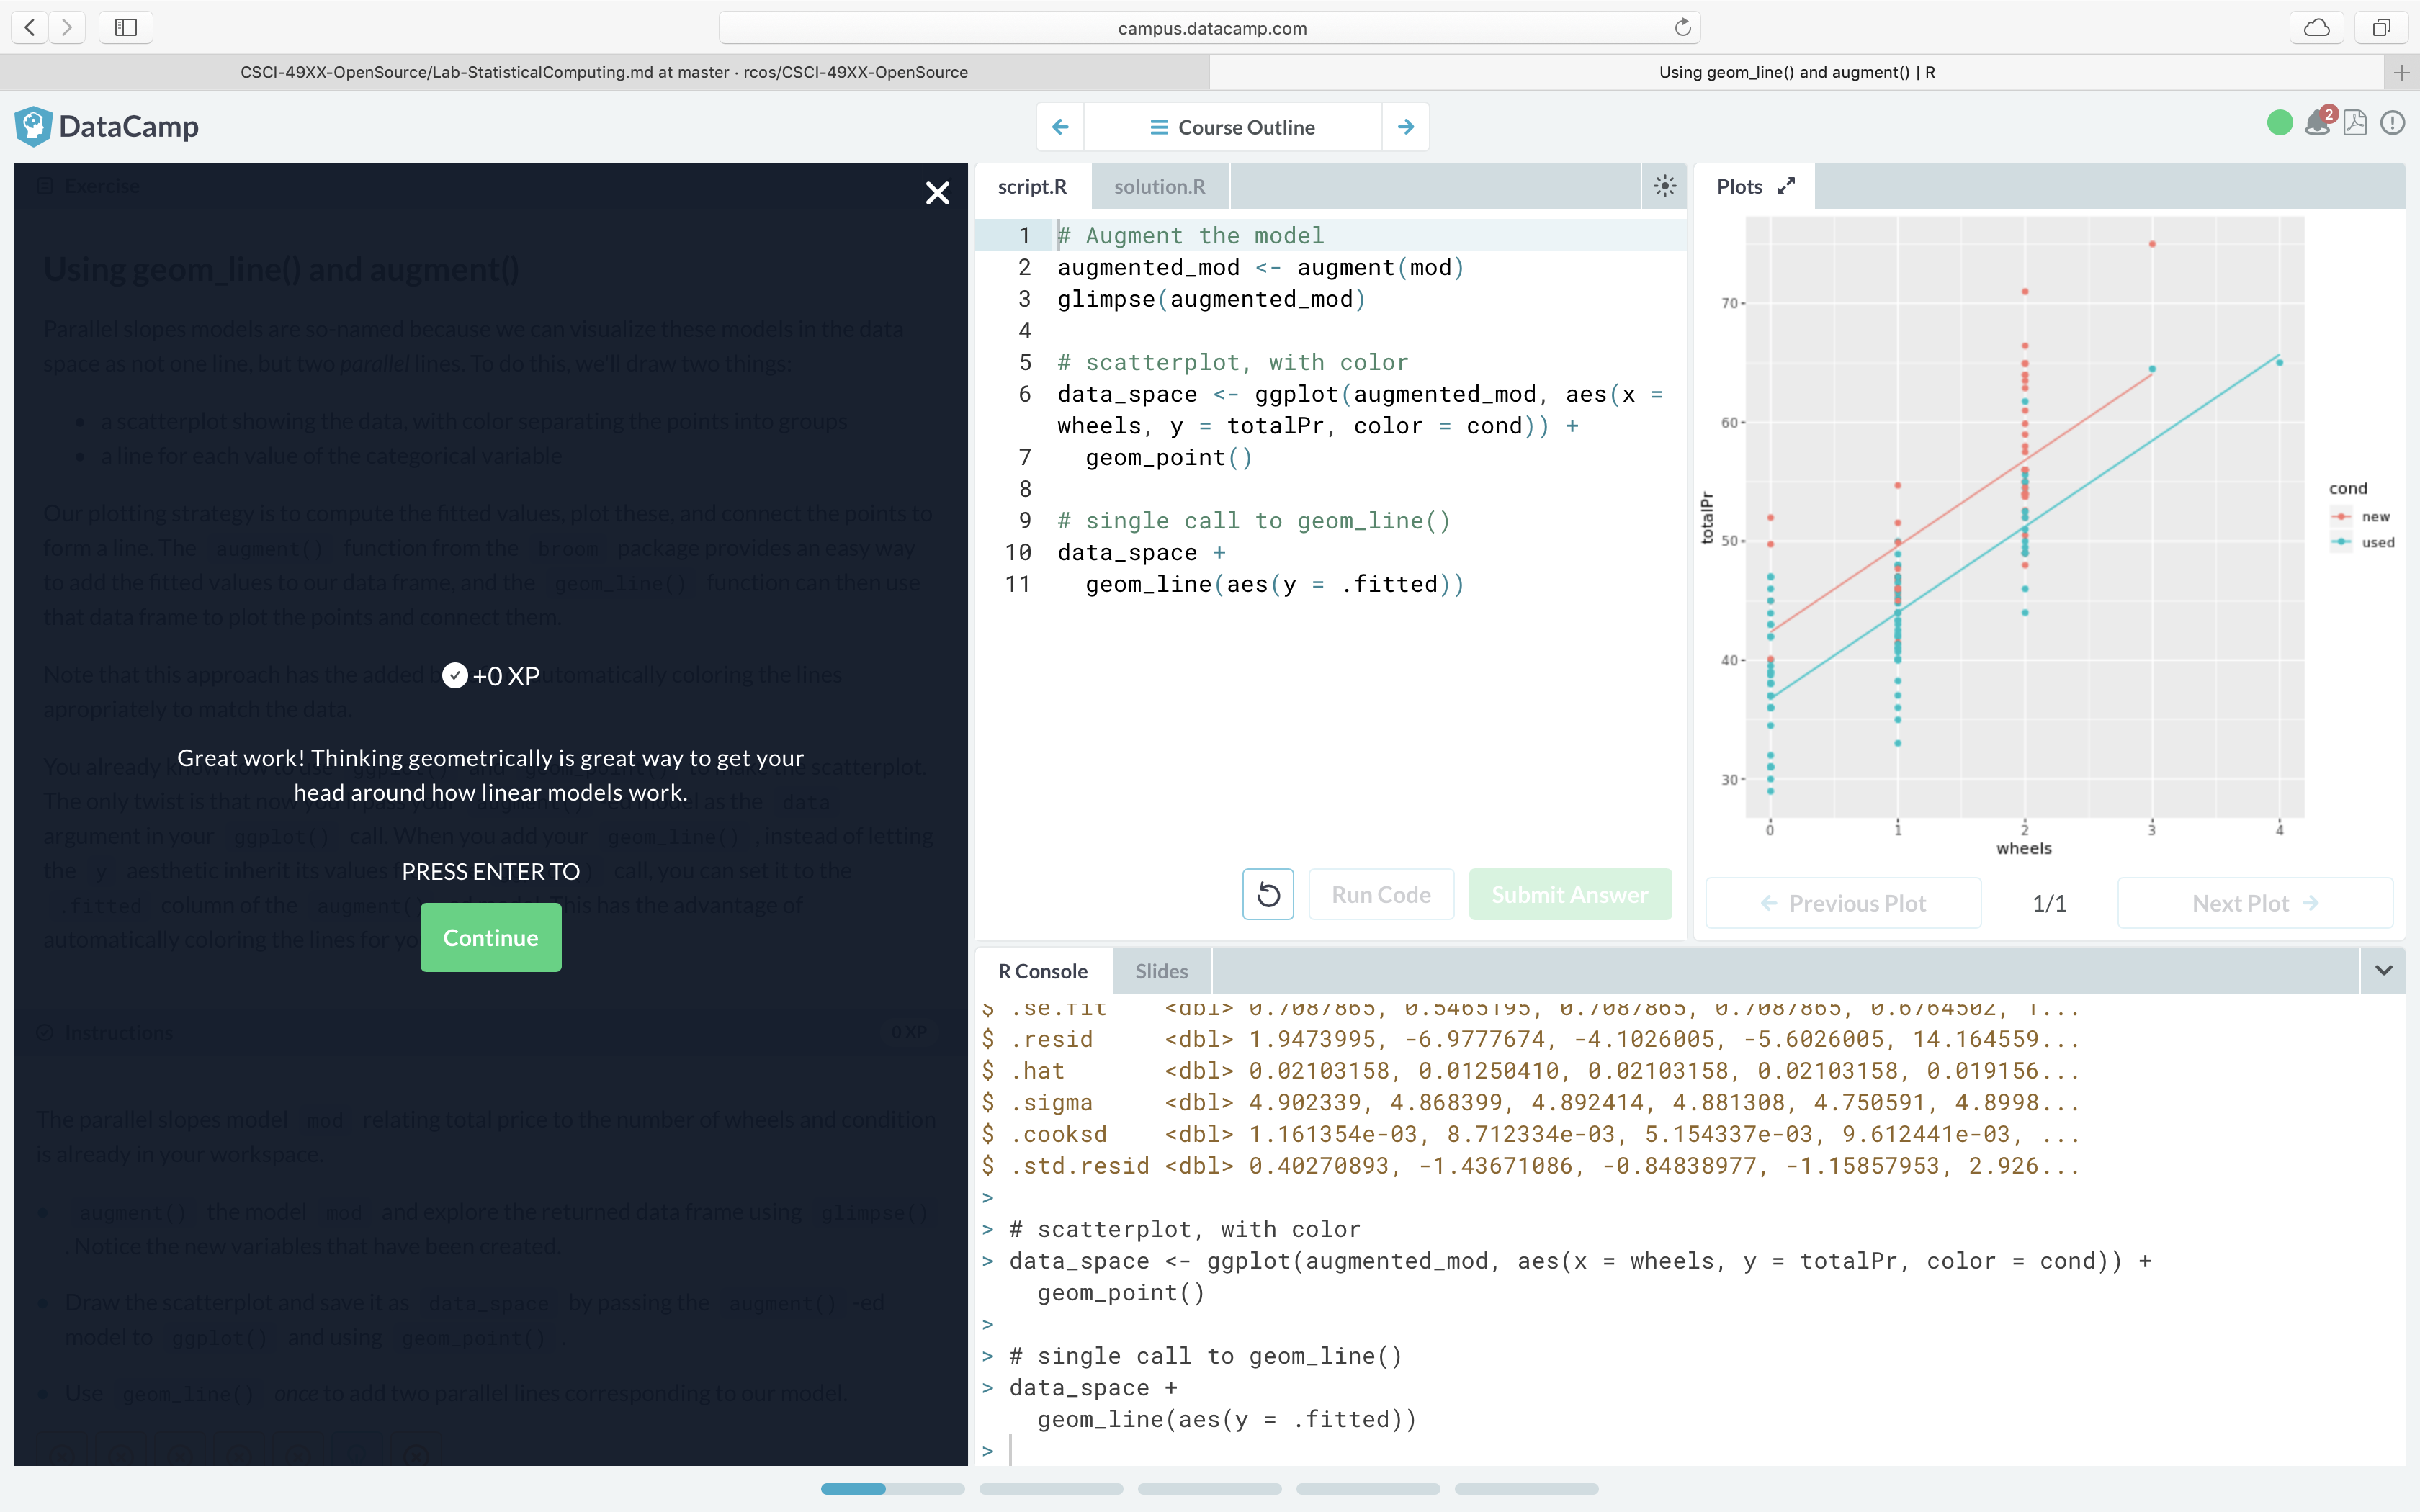 campus.datacamp.com
CSCI-49XX-OpenSource/Lab-StatisticalComputing.md at master · rcos/CSCI-49XX-OpenSource
Using geom_line() and augment() | R
DataCamp
Course Outline
2
Exercise
Using geom_line() and augment()
Parallel slopes models are so-named because we can visualize these models in the data
space as not one line, but two parallel lines. To do this, we'll draw two things:
a scatterplot showing the data, with color separating the points into groups
a line for each value of the categorical variable
Our plotting strategy is to compute the fitted values, plot these, and connect the points to
form a line. The augment() function from the broom package provides an easy way
to add the fitted values to our data frame, and the geom_line() function can then use
that data frame to plot the points and connect them.
Note that this approach has the added automatically coloring the lines
apropriately to match the data.
+0 XP
You already know how to use ggplot() and geom_point() to make the scatterplot.
The only twist is that now you'll pass your augment() -ed model as the data
argument in your ggplot() call. When you add your geom_line() , instead of letting
the y aesthetic inherit its values call, you can set it to the
.fitted column of the augment() This has the advantage of
automatically coloring the lines for
Great work! Thinking geometrically is great way to get your
head around how linear models work.
PRESS ENTER TO
Continue
Instructions
0 XP
The parallel slopes model mod relating total price to the number of wheels and condition
is already in your workspace.
augment() the model mod and explore the returned data frame using glimpse()
. Notice the new variables that have been created.
Draw the scatterplot and save it as data_space by passing the augment() -ed
model to ggplot() and using geom_point() .
Use geom_line() once to add two parallel lines corresponding to our model.
script.R
solution.R
1 # Augment the model
2 augmented_mod <- augment(mod)
3 glimpse(augmented_mod)
4
5 # scatterplot, with color
6 data_space <- ggplot(augmented_mod, aes(x =
wheels, y = totalPr, color = cond)) +
7 geom_point()
8
9 # single call to geom_line()
10 data_space +
11 geom_line(aes(y = .fitted))
Run Code
Submit Answer
Plots
70
60
50
40
30
totalPr
0 1 2 3 4
wheels
cond
new
used
Previous Plot
1/1
Next Plot
R Console
Slides
$ .se.fit <dbl> 0.7087865, 0.5465195, 0.7087865, 0.7087865, 0.6764502, 1...
$ .resid <dbl> 1.9473995, -6.9777674, -4.1026005, -5.6026005, 14.164559...
$ .hat <dbl> 0.02103158, 0.01250410, 0.02103158, 0.02103158, 0.019156...
$ .sigma <dbl> 4.902339, 4.868399, 4.892414, 4.881308, 4.750591, 4.8998...
$ .cooksd <dbl> 1.161354e-03, 8.712334e-03, 5.154337e-03, 9.612441e-03, ...
$ .std.resid <dbl> 0.40270893, -1.43671086, -0.84838977, -1.15857953, 2.926...
>
> # scatterplot, with color
> data_space <- ggplot(augmented_mod, aes(x = wheels, y = totalPr, color = cond)) +
geom_point()
>
> # single call to geom_line()
> data_space +
geom_line(aes(y = .fitted))
>